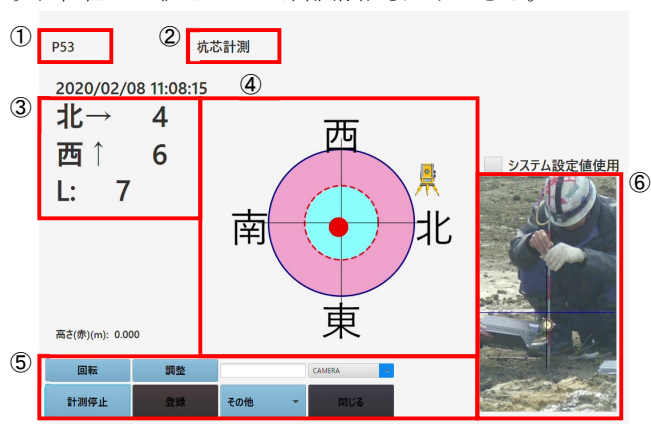 ① P53
② 杭芯計測
2020/02/08 11:08:15
③ 北→ 4
西↑ 6
L: 7
④
西
南 北
東
システム設定値使用
⑥
高さ(赤)(m): 0.000
⑤ 回転 調整 CAMERA
計測停止 登録 その他 閉じる